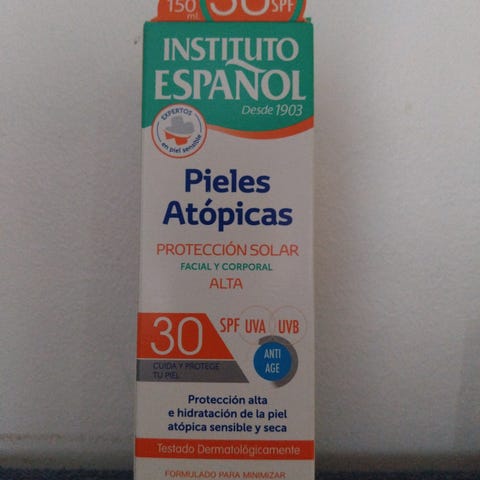 150 ml. 30 SPF
INSTITUTO
ESPAÑOL
Desde 1903
EXPERTOS
en piel sensible
Pieles
Atópicas
PROTECCIÓN SOLAR
FACIAL Y CORPORAL
ALTA
30 SPF UVA UVB
ANTI
AGE
CUIDA Y PROTEGE
TU PIEL
Protección alta
e hidratación de la piel
atópica sensible y seca
Testado Dermatológicamente
FORMULADO PARA MINIMIZAR